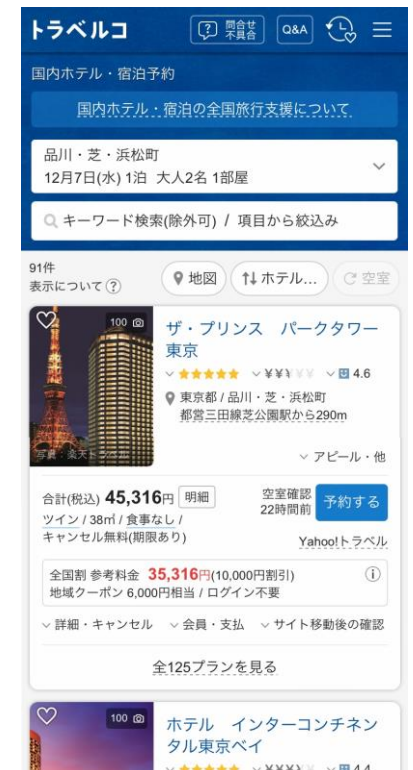 トラベルコ
問合せ
不具合
Q&A
国内ホテル・宿泊予約
国内ホテル・宿泊の全国旅行支援について
品川・芝・浜松町
12月7日(水) 1泊 大人2名 1部屋
キーワード検索(除外可) / 項目から絞込み
91件
表示について ?
地図
ホテル...
空室
100
ザ・プリンス パークタワー
東京
★★★★★ ¥¥¥¥¥ 4.6
東京都 / 品川・芝・浜松町
都営三田線芝公園駅から290m
写真:楽天トラベル
アピール・他
合計(税込) 45,316円 明細
ツイン / 38㎡ / 食事なし /
キャンセル無料(期限あり)
空室確認
22時間前
予約する
Yahoo!トラベル
全国割 参考料金 35,316円(10,000円割引)
地域クーポン 6,000円相当 / ログイン不要
詳細・キャンセル 会員・支払 サイト移動後の確認
全125プランを見る
100
ホテル インターコンチネン
タル東京ベイ
★★★★★ ¥¥¥¥¥ 4.4